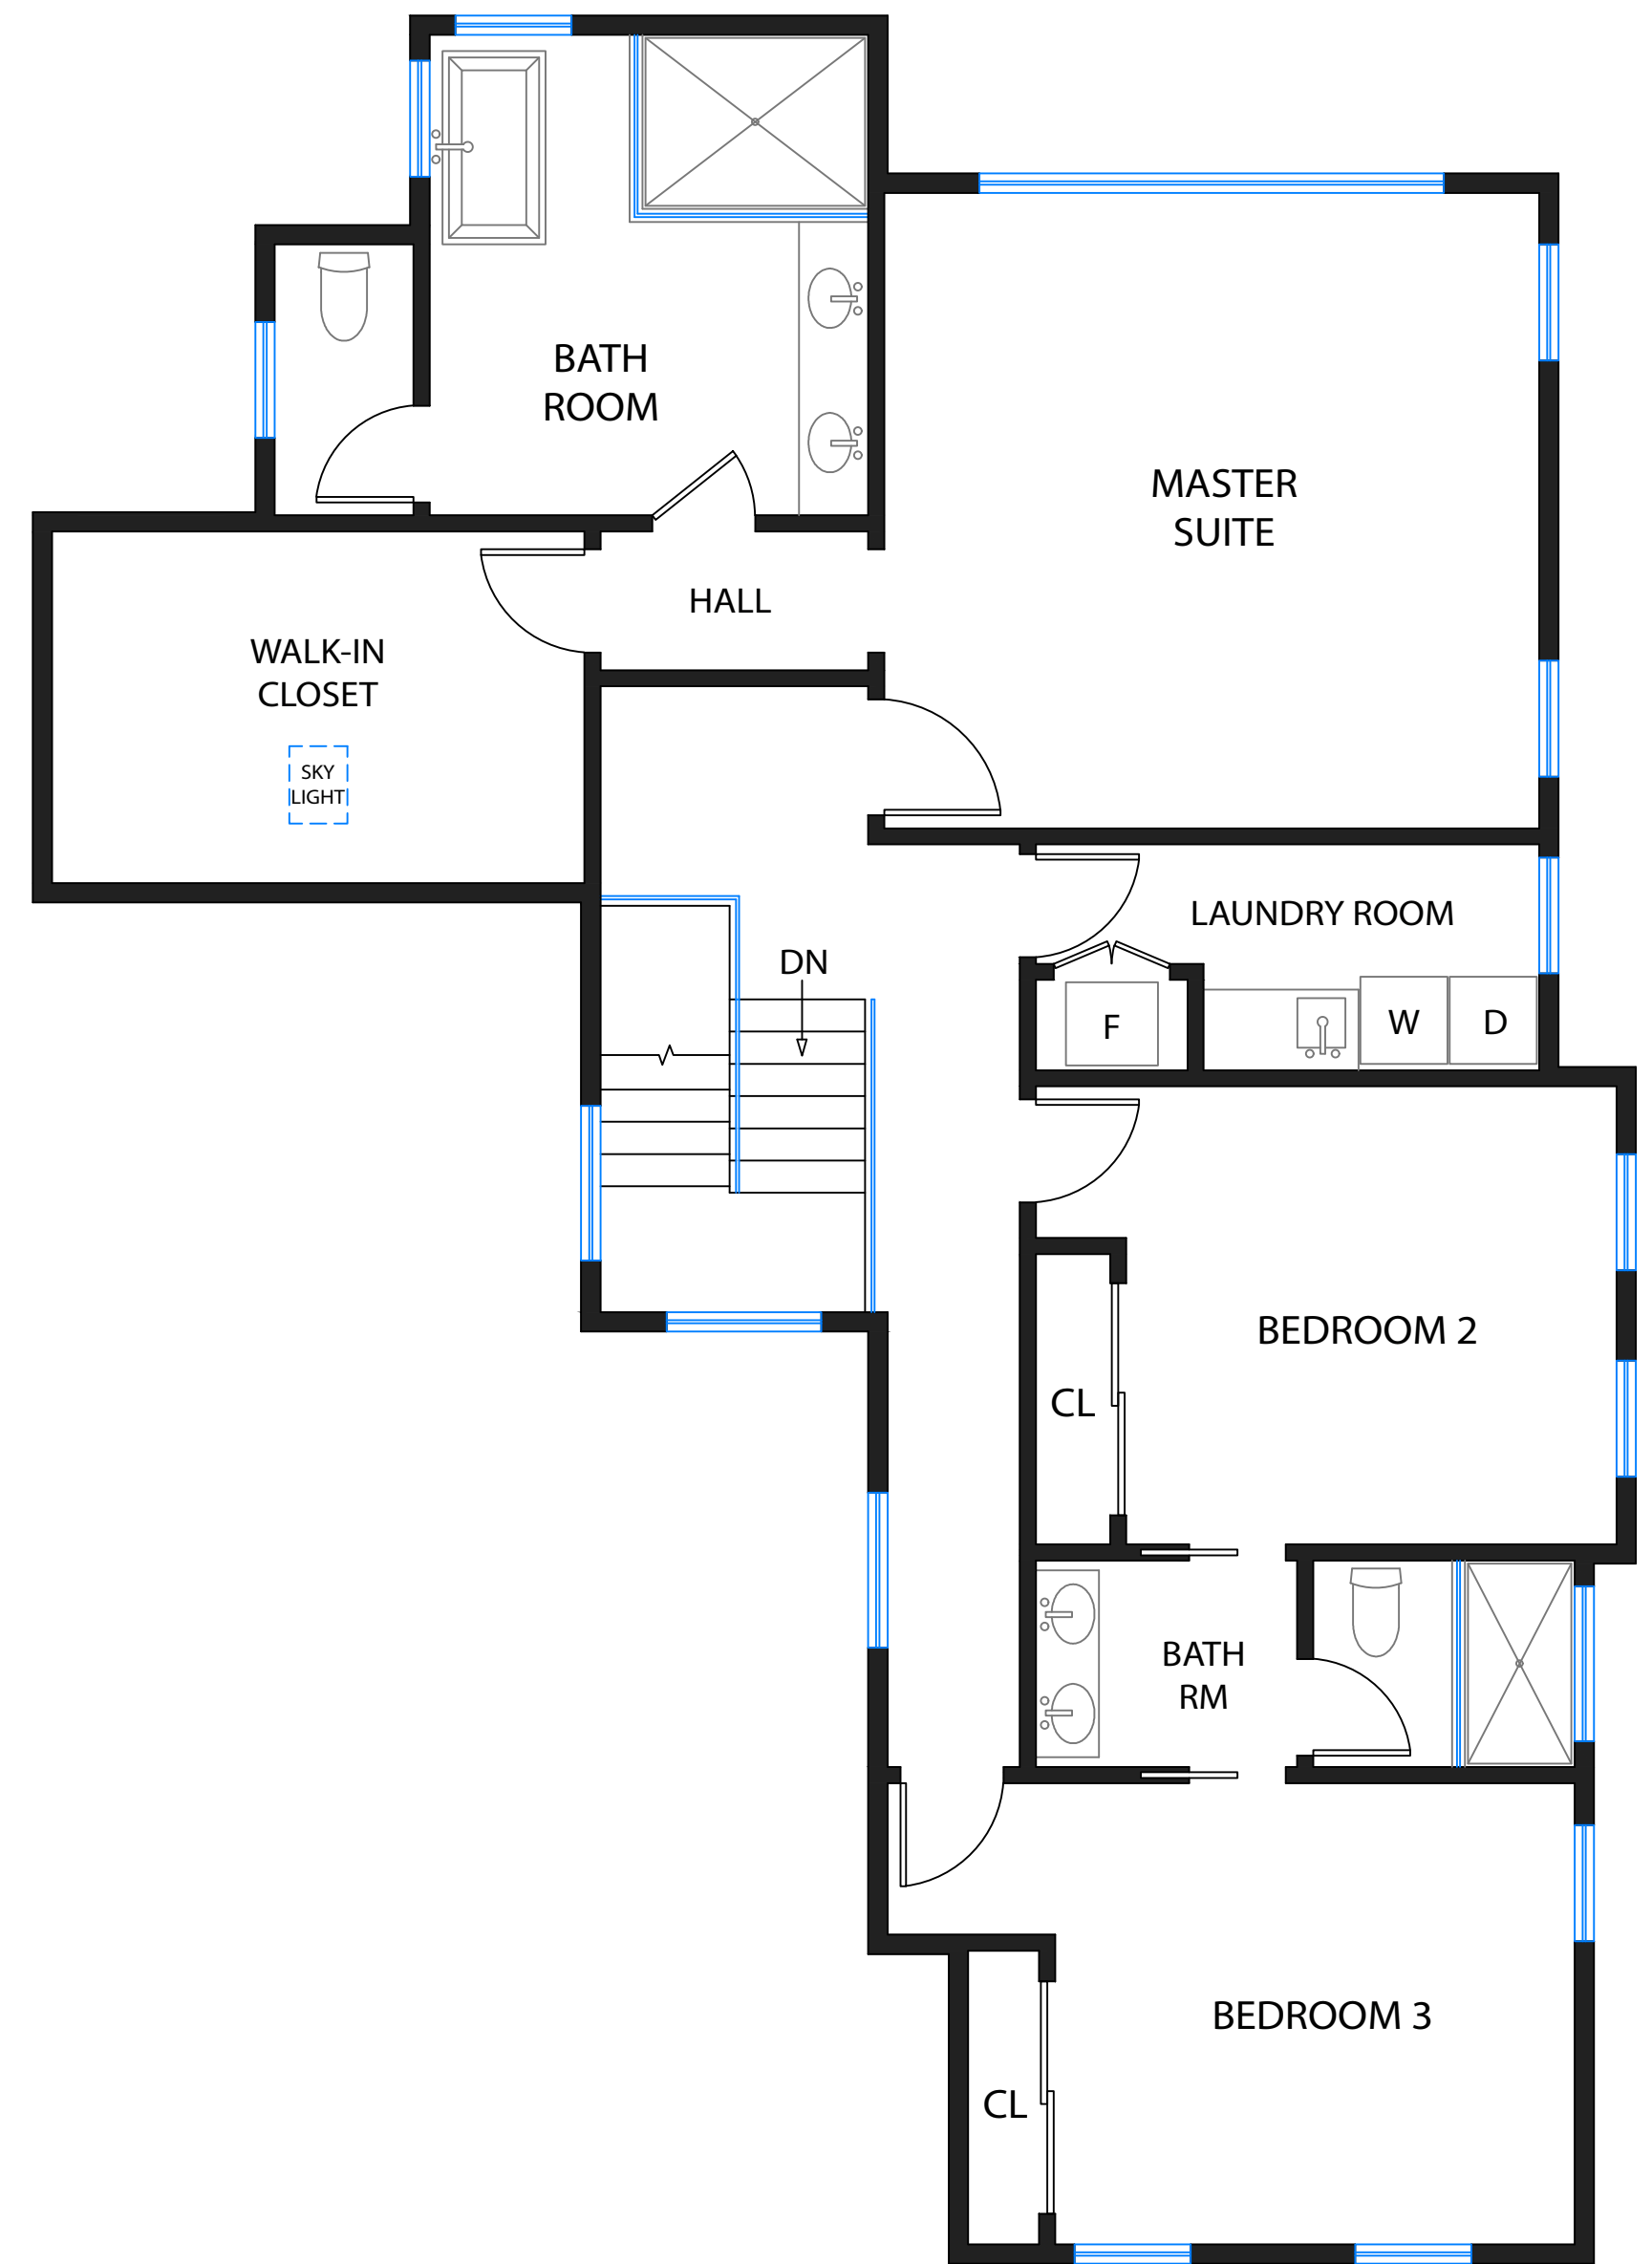 BATH
ROOM
MASTER
SUITE
HALL
WALK-IN
CLOSET
SKY
LIGHT
LAUNDRY ROOM
DN
F
W
D
BEDROOM 2
CL
BATH
RM
BEDROOM 3
CL